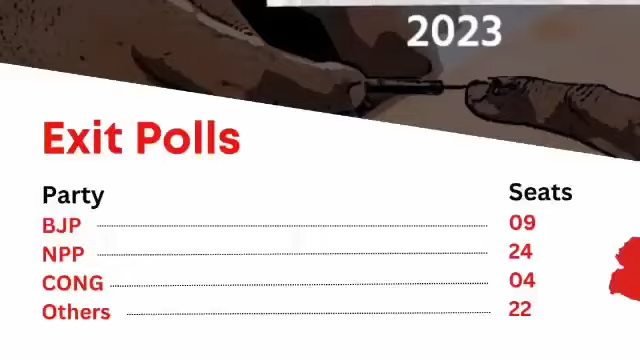 2023
Exit Polls
Party Seats
BJP 09
NPP 24
CONG 04
Others 22